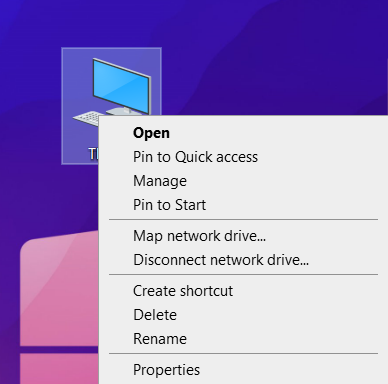 Open
Pin to Quick access
Manage
Pin to Start
Map network drive...
Disconnect network drive...
Create shortcut
Delete
Rename
Properties